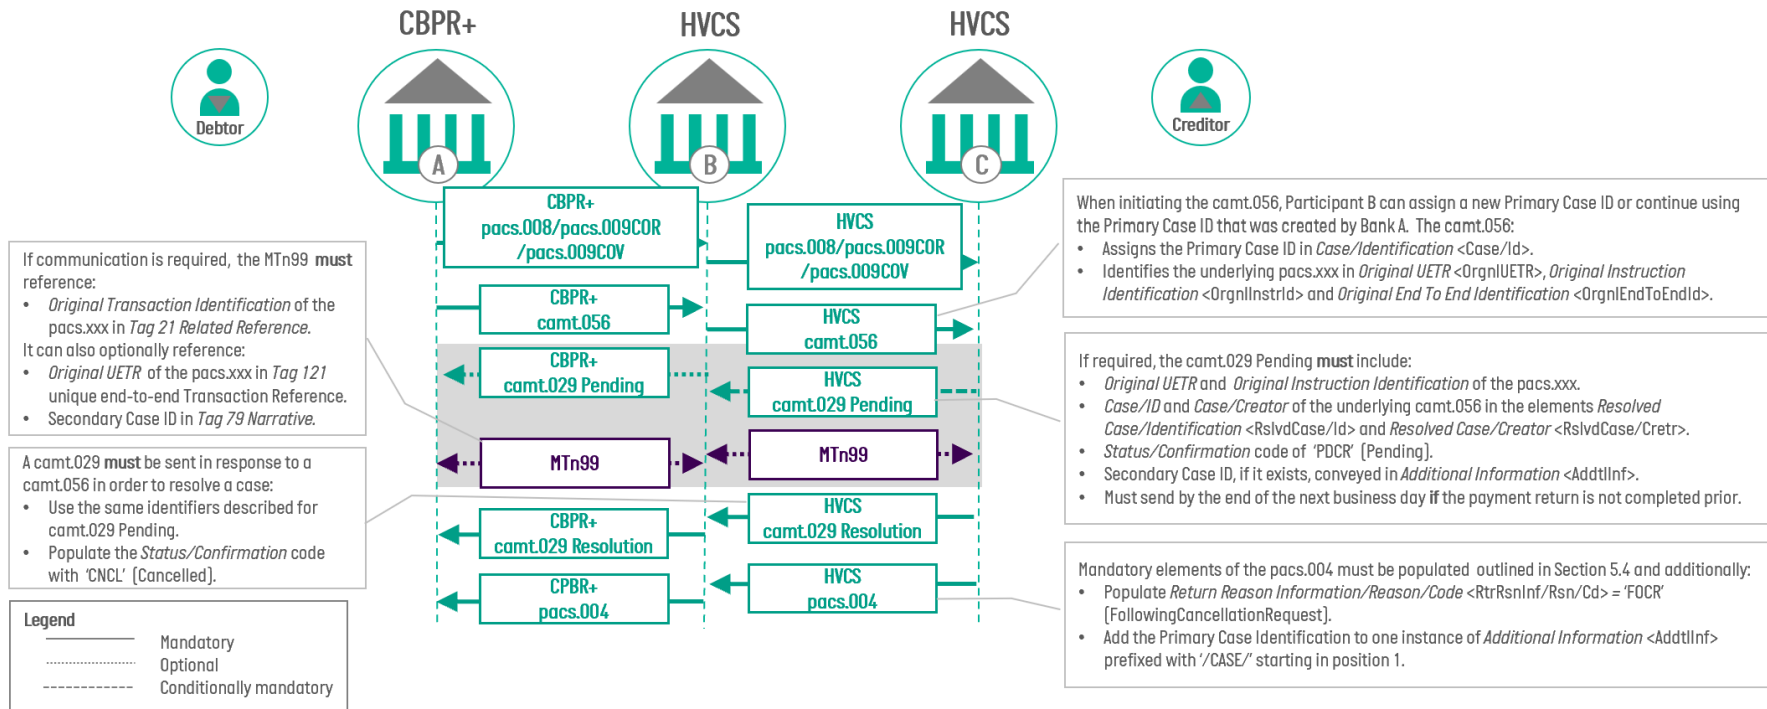 CBPR+
HVCS
HVCS
Debtor
A
B
C
Creditor
CBPR+
pacs.008/pacs.009COR
/pacs.009COV
HVCS
pacs.008/pacs.009COR
/pacs.009COV
CBPR+
camt.056
HVCS
camt.056
CBPR+
camt.029 Pending
HVCS
camt.029 Pending
MTn99
MTn99
HVCS
camt.029 Resolution
CBPR+
camt.029 Resolution
HVCS
pacs.004
CPBR+
pacs.004
If communication is required, the MTn99 must
reference:
• Original Transaction Identification of the
pacs.xxx in Tag 21 Related Reference.
It can also optionally reference:
• Original UETR of the pacs.xxx in Tag 121
unique end-to-end Transaction Reference.
• Secondary Case ID in Tag 79 Narrative.
A camt.029 must be sent in response to a
camt.056 in order to resolve a case:
• Use the same identifiers described for
camt.029 Pending.
• Populate the Status/Confirmation code
with ‘CNCL’ (Cancelled).
Legend
Mandatory
Optional
Conditionally mandatory
When initiating the camt.056, Participant B can assign a new Primary Case ID or continue using
the Primary Case ID that was created by Bank A. The camt.056:
• Assigns the Primary Case ID in Case/Identification <Case/Id>.
• Identifies the underlying pacs.xxx in Original UETR <OrgnlUETR>, Original Instruction
Identification <OrgnlInstrId> and Original End To End Identification <OrgnlEndToEndId>.
If required, the camt.029 Pending must include:
• Original UETR and Original Instruction Identification of the pacs.xxx.
• Case/ID and Case/Creator of the underlying camt.056 in the elements Resolved
Case/Identification <RslvdCase/Id> and Resolved Case/Creator <RslvdCase/Cretr>.
• Status/Confirmation code of ‘PDCR’ (Pending).
• Secondary Case ID, if it exists, conveyed in Additional Information <AddtlInf>.
• Must send by the end of the next business day if the payment return is not completed prior.
Mandatory elements of the pacs.004 must be populated outlined in Section 5.4 and additionally:
• Populate Return Reason Information/Reason/Code <RtrRsnInf/Rsn/Cd> = ‘FOCR’
(FollowingCancellationRequest).
• Add the Primary Case Identification to one instance of Additional Information <AddtlInf>
prefixed with ‘/CASE/’ starting in position 1.